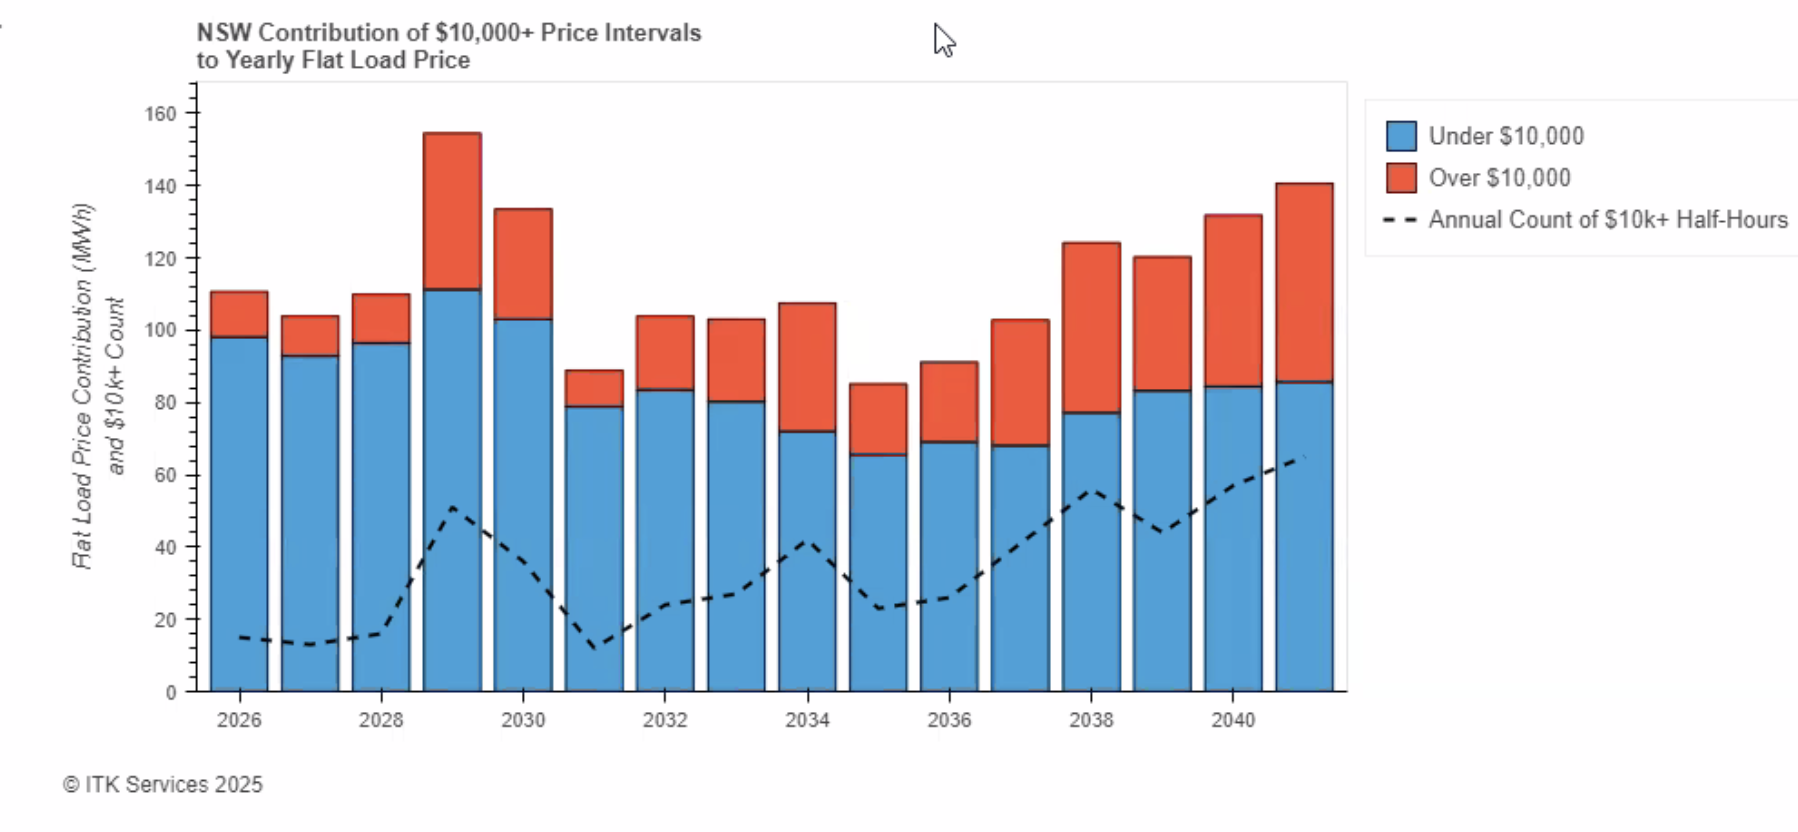 NSW Contribution of $10,000+ Price Intervals
to Yearly Flat Load Price
Flat Load Price Contribution (MWh)
and $10k+ Count
160
140
120
100
80
60
40
20
0
2026 2028 2030 2032 2034 2036 2038 2040
Under $10,000
Over $10,000
Annual Count of $10k+ Half-Hours
© ITK Services 2025